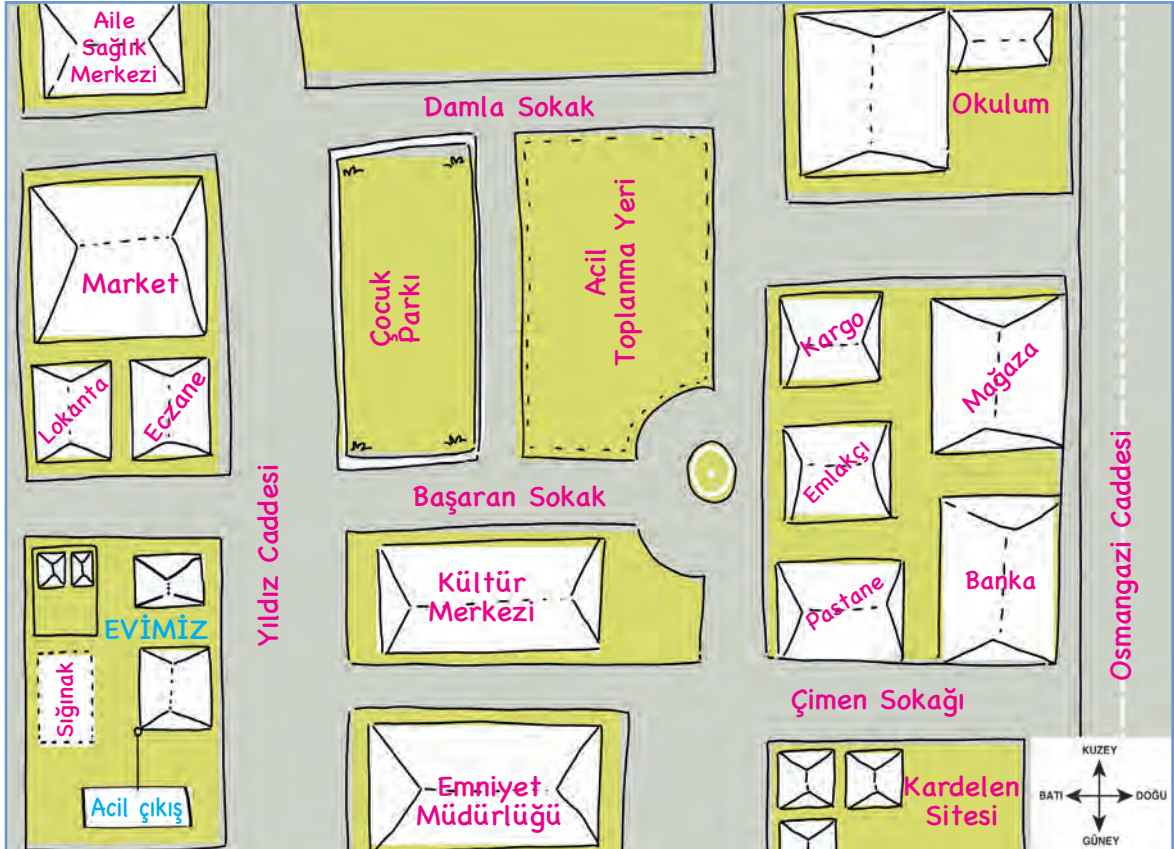 Aile
Sağlık
Merkezi
Damla Sokak
Okulum
Market
Çocuk
Parkı
Acil
Toplanma Yeri
Kargo
Mağaza
Lokanta
Eczane
Emlakçı
Başaran Sokak
Yıldız Caddesi
Osmangazi Caddesi
Kültür
Merkezi
Pastane
Banka
EVİMİZ
Sığınak
Çimen Sokağı
Acil çıkış
Emniyet
Müdürlüğü
Kardelen
Sitesi
KUZEY
BATI
DOĞU
GÜNEY